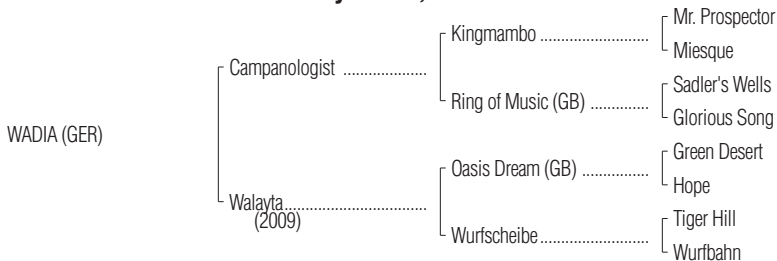 Mr. Prospector
Kingmambo ........................
Miesque
Campanologist ....................
Sadler's Wells
Ring of Music (GB) ..............
Glorious Song
WADIA (GER)
Green Desert
Oasis Dream (GB) ................
Hope
Walayta..................................
(2009)
Tiger Hill
Wurfscheibe..........................
Wurfbahn